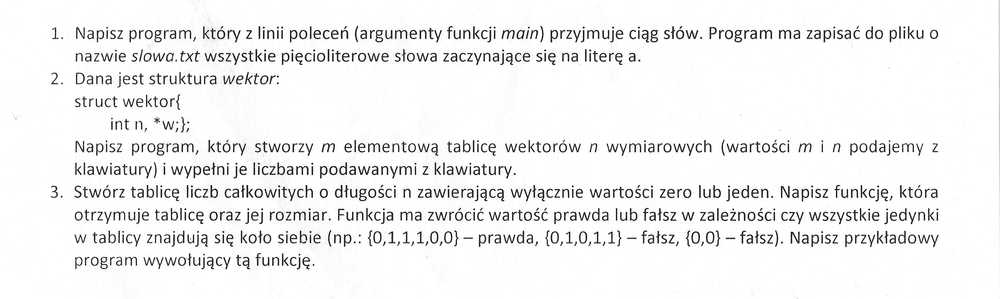 1. Napisz program, który z linii poleceń (argumenty funkcji main) przyjmuje ciąg słów. Program ma zapisać do pliku o
nazwie slowa.txt wszystkie pięcioliterowe słowa zaczynające się na literę a.
2. Dana jest struktura wektor:
struct wektor{
int n, *w;};
Napisz program, który stworzy m elementową tablicę wektorów n wymiarowych (wartości m i n podajemy z
klawiatury) i wypełni je liczbami podawanymi z klawiatury.
3. Stwórz tablicę liczb całkowitych o długości n zawierającą wyłącznie wartości zero lub jeden. Napisz funkcję, która
otrzymuje tablicę oraz jej rozmiar. Funkcja ma zwrócić wartość prawda lub fałsz w zależności czy wszystkie jedynki
w tablicy znajdują się koło siebie (np.: {0,1,1,1,0,0} – prawda, {0,1,0,1,1} – fałsz, {0,0} – fałsz). Napisz przykładowy
program wywołujący tą funkcję.